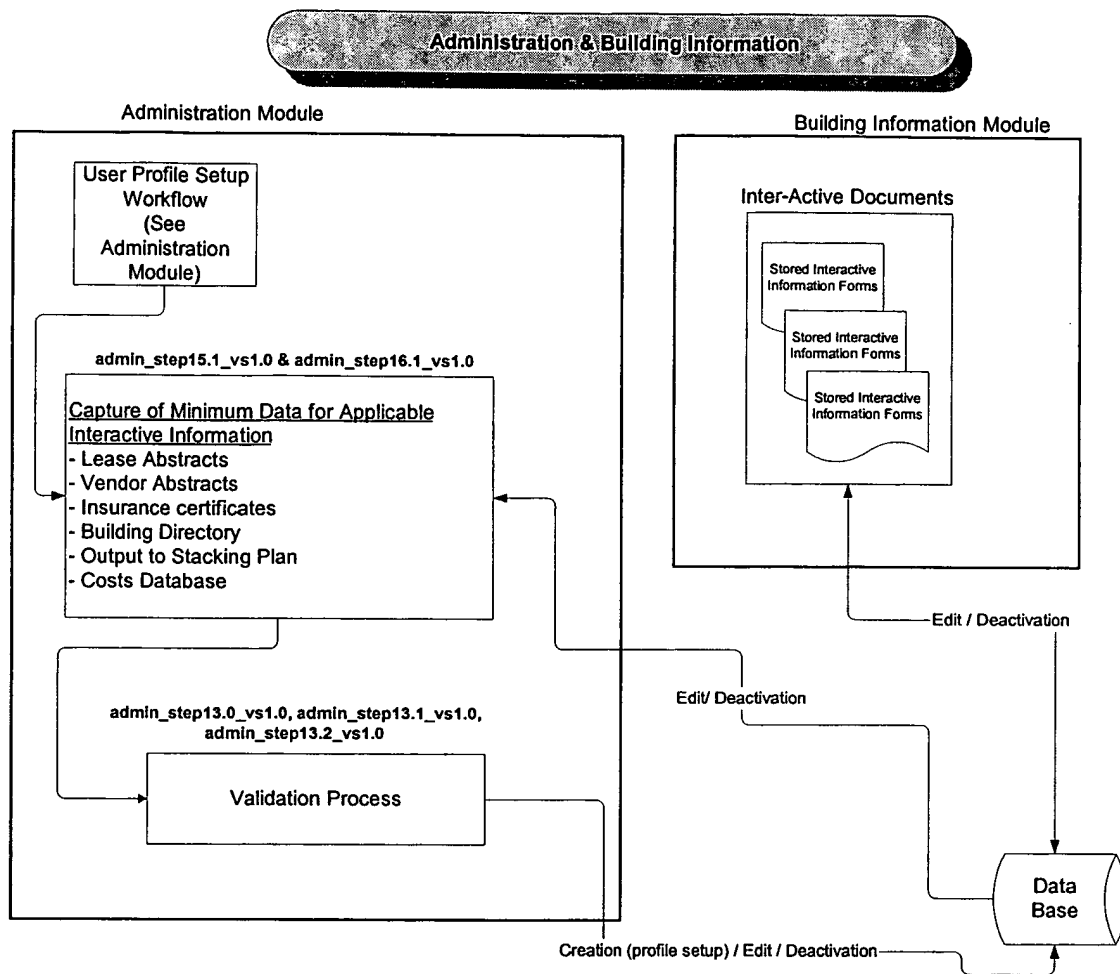 Administration & Building Information
Administration Module
Building Information Module
User Profile Setup
Workflow
(See
Administration
Module)
Inter-Active Documents
Stored Interactive
Information Forms
Stored Interactive
Information Forms
Stored Interactive
Information Forms
admin_step15.1_vs1.0 & admin_step16.1_vs1.0
Capture of Minimum Data for Applicable
Interactive Information
- Lease Abstracts
- Vendor Abstracts
- Insurance certificates
- Building Directory
- Output to Stacking Plan
- Costs Database
Edit / Deactivation
Edit/ Deactivation
admin_step13.0_vs1.0, admin_step13.1_vs1.0,
admin_step13.2_vs1.0
Validation Process
Data
Base
Creation (profile setup) / Edit / Deactivation